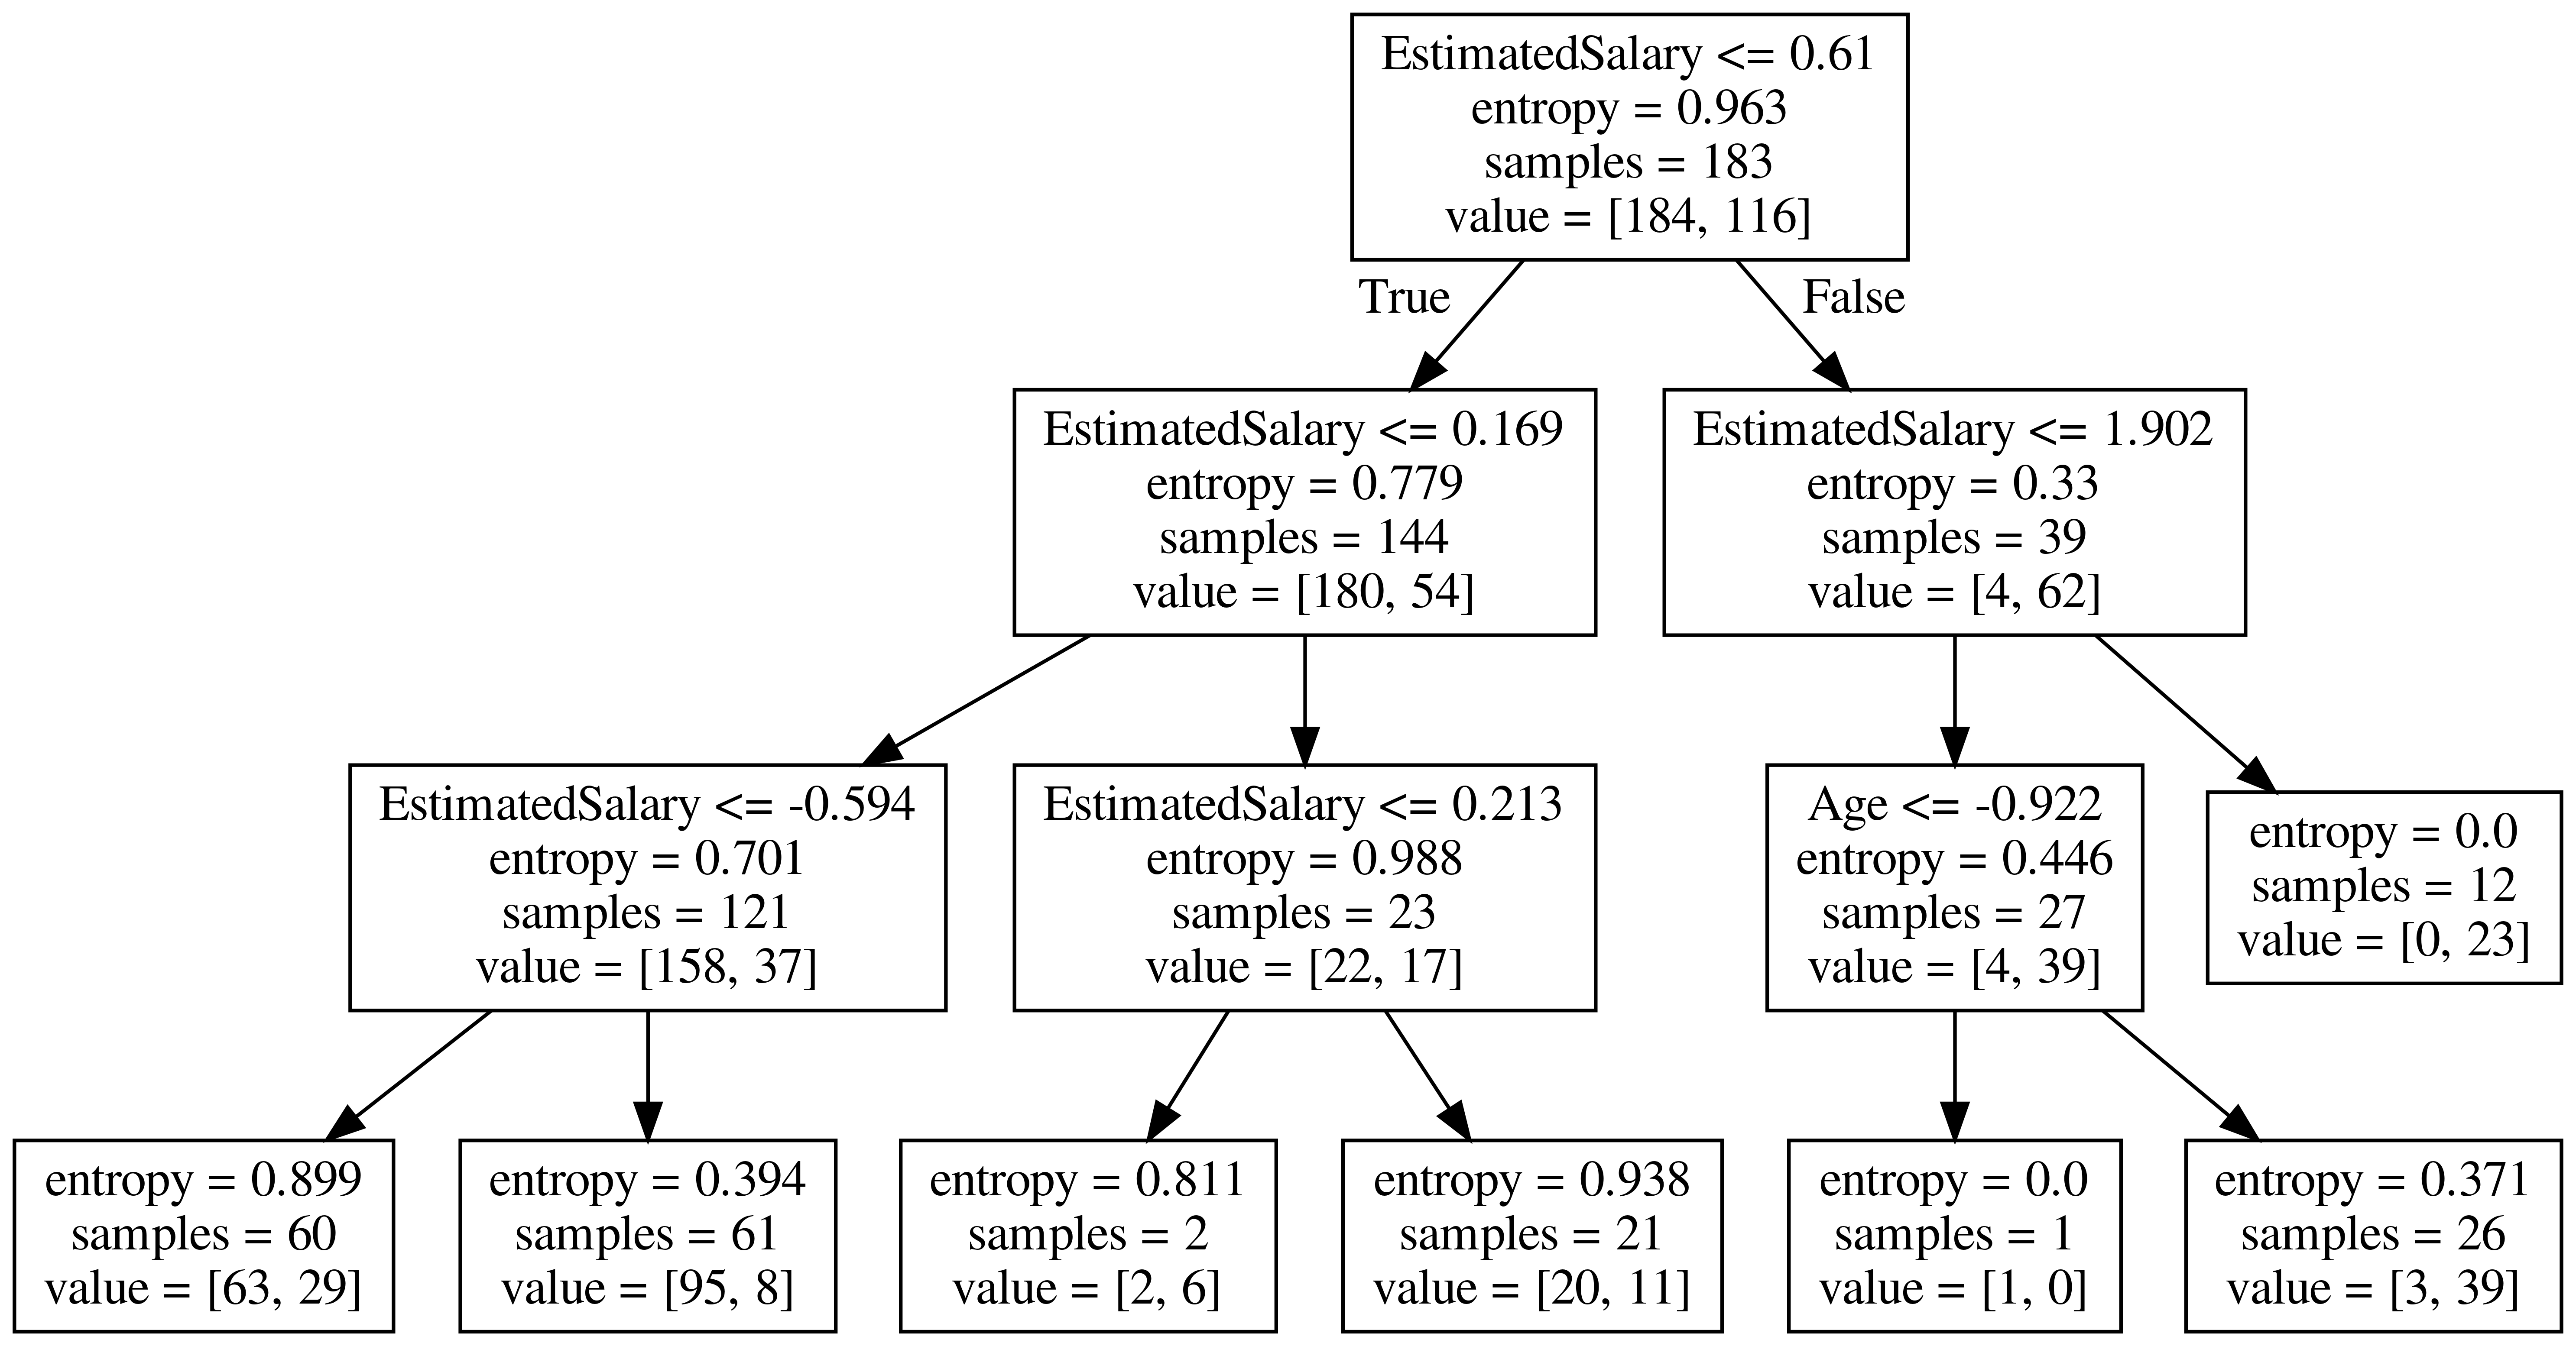 EstimatedSalary <= 0.61
entropy = 0.963
samples = 183
value = [184, 116]
True
False
EstimatedSalary <= 0.169
entropy = 0.779
samples = 144
value = [180, 54]
EstimatedSalary <= 1.902
entropy = 0.33
samples = 39
value = [4, 62]
EstimatedSalary <= -0.594
entropy = 0.701
samples = 121
value = [158, 37]
EstimatedSalary <= 0.213
entropy = 0.988
samples = 23
value = [22, 17]
Age <= -0.922
entropy = 0.446
samples = 27
value = [4, 39]
entropy = 0.0
samples = 12
value = [0, 23]
entropy = 0.899
samples = 60
value = [63, 29]
entropy = 0.394
samples = 61
value = [95, 8]
entropy = 0.811
samples = 2
value = [2, 6]
entropy = 0.938
samples = 21
value = [20, 11]
entropy = 0.0
samples = 1
value = [1, 0]
entropy = 0.371
samples = 26
value = [3, 39]